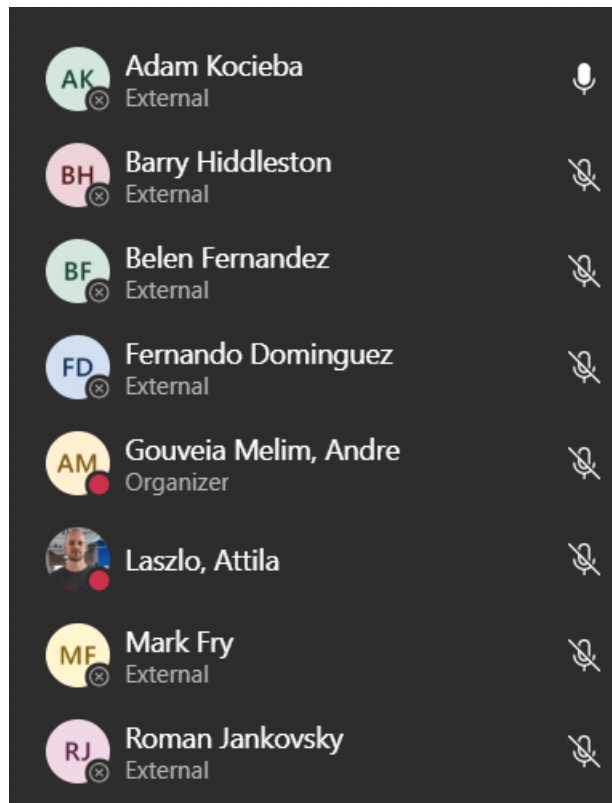 AK
Adam Kocieba
External
BH
Barry Hiddleston
External
BF
Belen Fernandez
External
FD
Fernando Dominguez
External
AM
Gouveia Melim, Andre
Organizer
Laszlo, Attila
MF
Mark Fry
External
RJ
Roman Jankovsky
External